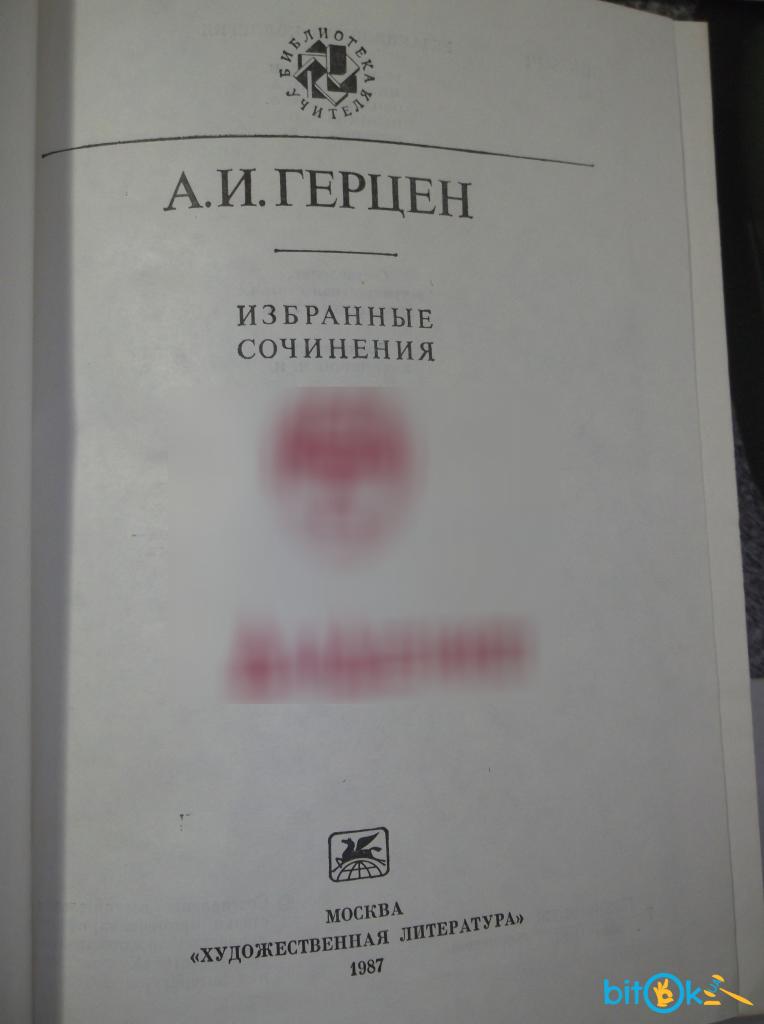 БИБЛИОТЕКА
УЧИТЕЛЯ
А.И.ГЕРЦЕН
ИЗБРАННЫЕ
СОЧИНЕНИЯ
МОСКВА
«ХУДОЖЕСТВЕННАЯ ЛИТЕРАТУРА»
1987
bitok